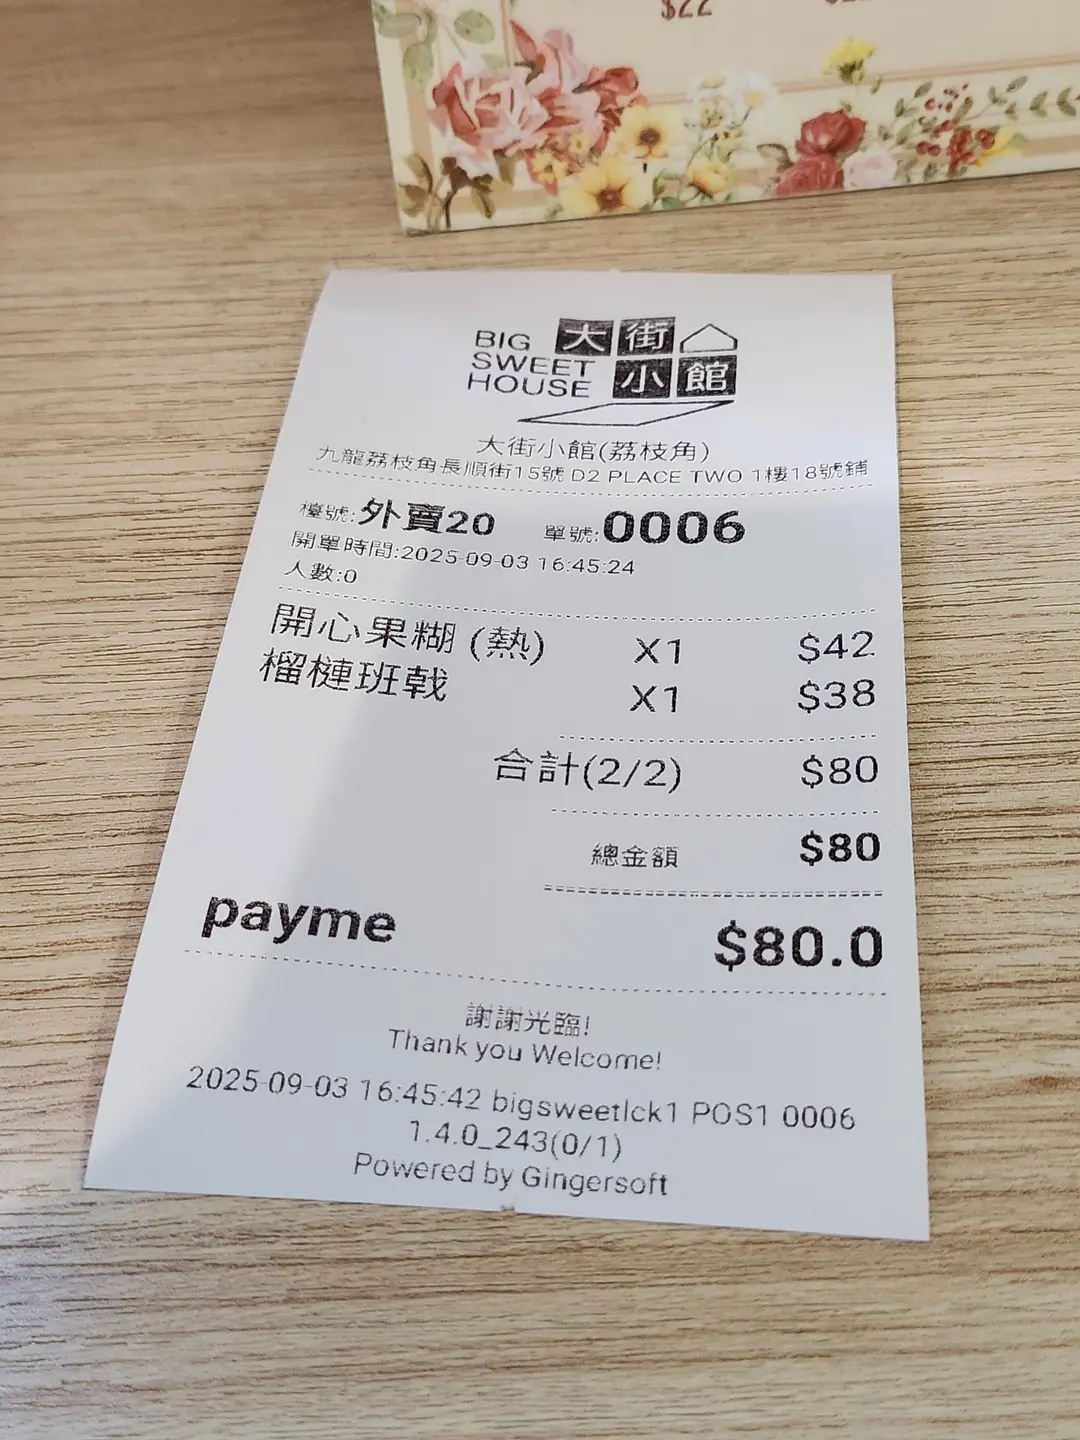 $22
BIG SWEET HOUSE
大街小館
大街小館(荔枝角)
九龍荔枝角長順街15號 D2 PLACE TWO 1樓18號鋪
檯號:外賣20 單號:0006
開單時間:2025-09-03 16:45:24
人數:0
開心果糊 (熱) X1 $42
榴槤班戟 X1 $38
合計(2/2) $80
總金額 $80
payme $80.0
謝謝光臨!
Thank you Welcome!
2025-09-03 16:45:42 bigsweetlck1 POS1 0006
1.4.0_243(0/1)
Powered by Gingersoft